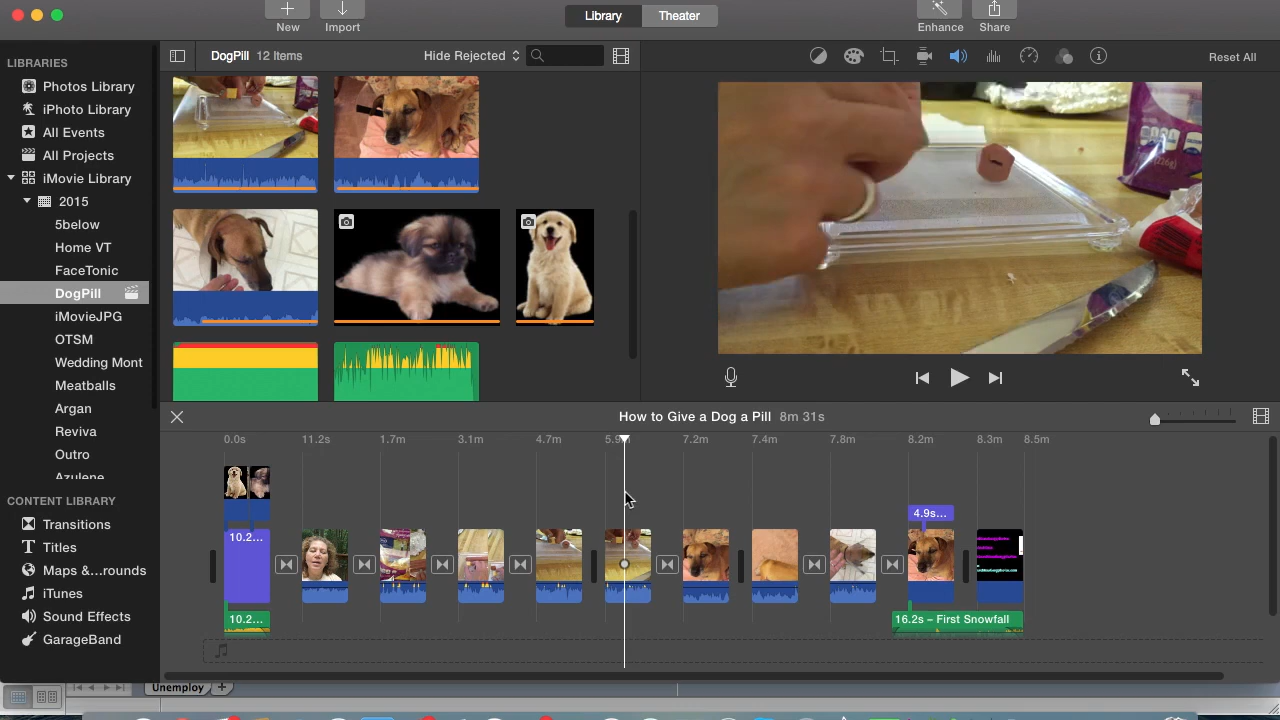 Library Theater
New Import Enhance Share
LIBRARIES
Photos Library
iPhoto Library
All Events
All Projects
iMovie Library
2015
5below
Home VT
FaceTonic
DogPill
iMovieJPG
OTSM
Wedding Mont
Meatballs
Argan
Reviva
Outro
Azulene
CONTENT LIBRARY
Transitions
Titles
Maps &...rounds
iTunes
Sound Effects
GarageBand
DogPill 12 Items Hide Rejected
Reset All
How to Give a Dog a Pill 8m 31s
0.0s 11.2s 1.7m 3.1m 4.7m 7.2m 7.4m 7.8m 8.2m 8.3m 8.5m
4.9s...
10.2...
10.2... 16.2s – First Snowfall
Unemploy